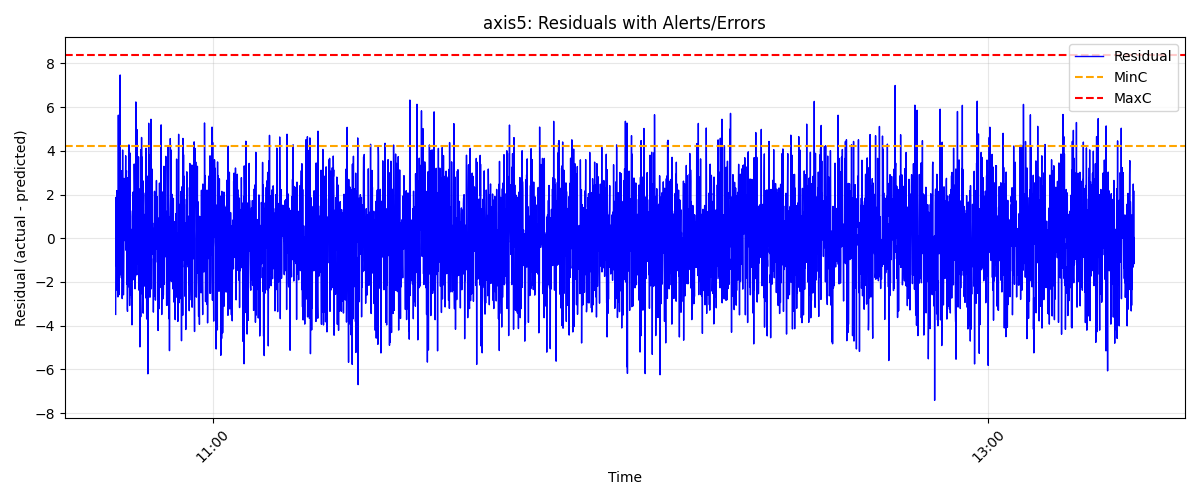 axis5: Residuals with Alerts/Errors
Residual (actual - predicted)
8
6
4
2
0
−2
−4
−6
−8
Residual
MinC
MaxC
11:00
13:00
Time